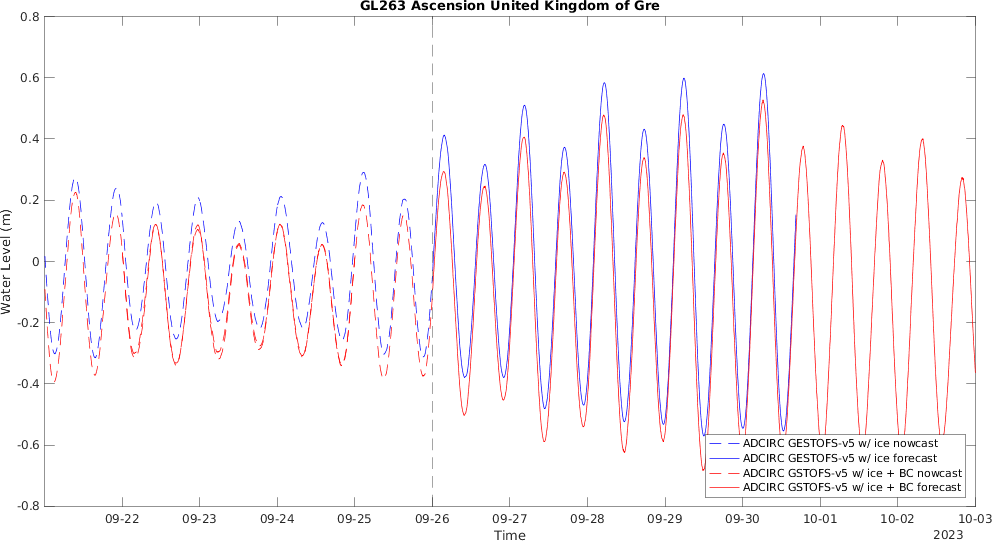 GL263 Ascension United Kingdom of Gre
0.8
0.6
0.4
0.2
0
-0.2
-0.4
-0.6
-0.8
Water Level (m)
09-22 09-23 09-24 09-25 09-26 09-27 09-28 09-29 09-30 10-01 10-02 10-03
Time
2023
ADCIRC GESTOFS-v5 w/ ice nowcast
ADCIRC GESTOFS-v5 w/ ice forecast
ADCIRC GSTOFS-v5 w/ ice + BC nowcast
ADCIRC GSTOFS-v5 w/ ice + BC forecast